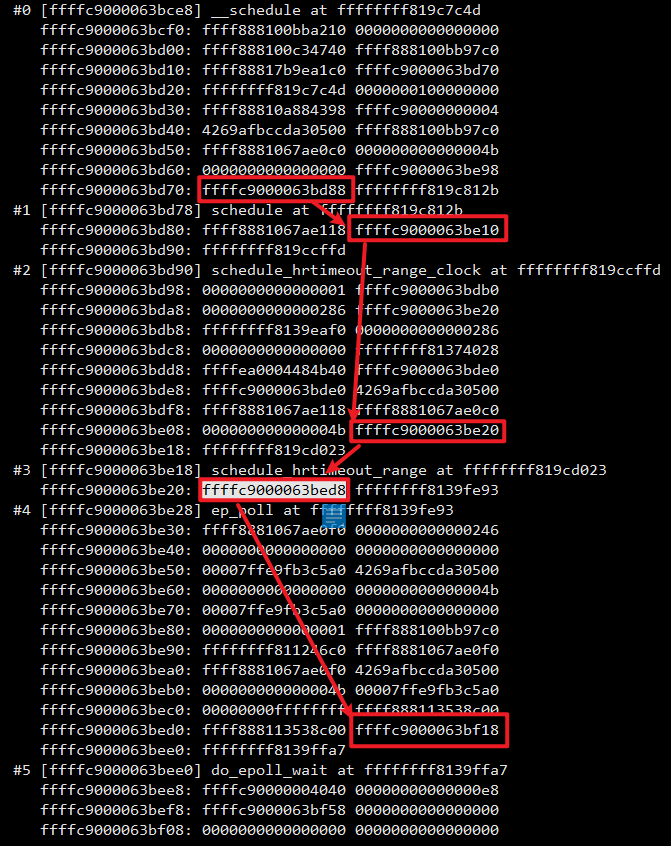 #0 [ffffc9000063bce8] __schedule at ffffffff819c7c4d
ffffc9000063bcf0: ffff888100bba210 0000000000000000
ffffc9000063bd00: ffff888100c34740 ffff888100bb97c0
ffffc9000063bd10: ffff88817b9ea1c0 ffffc9000063bd70
ffffc9000063bd20: ffffffff819c7c4d 0000000100000000
ffffc9000063bd30: ffff88810a884398 ffffc90000000004
ffffc9000063bd40: 4269afbccda30500 ffff888100bb97c0
ffffc9000063bd50: ffff8881067ae0c0 000000000000004b
ffffc9000063bd60: 0000000000000000 ffffc9000063be98
ffffc9000063bd70: ffffc9000063bd88 ffffffff819c812b
#1 [ffffc9000063bd78] schedule at ffffffff819c812b
ffffc9000063bd80: ffff8881067ae118 ffffc9000063be10
ffffc9000063bd90: ffffffff819ccffd
#2 [ffffc9000063bd90] schedule_hrtimeout_range_clock at ffffffff819ccffd
ffffc9000063bd98: 0000000000000001 ffffc9000063bdb0
ffffc9000063bda8: 0000000000000286 ffffc9000063be20
ffffc9000063bdb8: ffffffff8139eaf0 0000000000000286
ffffc9000063bdc8: 0000000000000000 ffffffff81374028
ffffc9000063bdd8: ffffea0004484b40 ffffc9000063bde0
ffffc9000063bde8: ffffc9000063bde0 4269afbccda30500
ffffc9000063bdf8: ffff8881067ae118 ffff8881067ae0c0
ffffc9000063be08: 000000000000004b ffffc9000063be20
ffffc9000063be18: ffffffff819cd023
#3 [ffffc9000063be18] schedule_hrtimeout_range at ffffffff819cd023
ffffc9000063be20: ffffc9000063bed8 ffffffff8139fe93
#4 [ffffc9000063be28] ep_poll at ffffffff8139fe93
ffffc9000063be30: ffff8881067ae0f0 0000000000000246
ffffc9000063be40: 0000000000000000 0000000000000000
ffffc9000063be50: 00007ffe9fb3c5a0 4269afbccda30500
ffffc9000063be60: 0000000000000000 000000000000004b
ffffc9000063be70: 00007ffe9fb3c5a0 0000000000000000
ffffc9000063be80: 0000000000000001 ffff888100bb97c0
ffffc9000063be90: ffffffff811246c0 ffff8881067ae0f0
ffffc9000063bea0: ffff8881067ae0f0 4269afbccda30500
ffffc9000063beb0: 000000000000004b 00007ffe9fb3c5a0
ffffc9000063bec0: 00000000ffffffff ffff888113538c00
ffffc9000063bed0: ffff888113538c00 ffffc9000063bf18
ffffc9000063bee0: ffffffff8139ffa7
#5 [ffffc9000063bee0] do_epoll_wait at ffffffff8139ffa7
ffffc9000063bee8: ffffc90000004040 00000000000000e8
ffffc9000063bef8: ffffc9000063bf58 0000000000000000
ffffc9000063bf08: 0000000000000000 0000000000000000